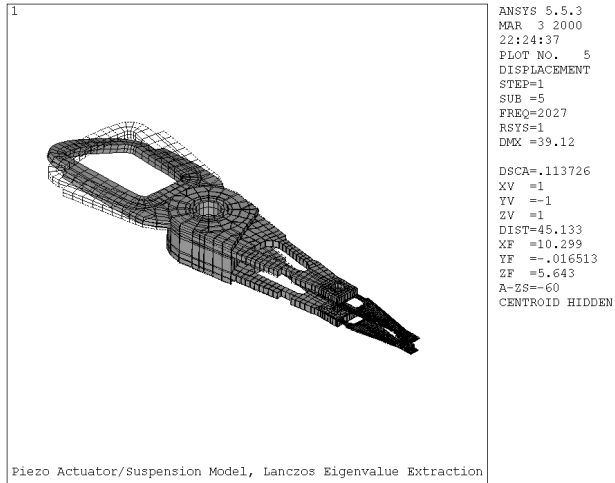 1
ANSYS 5.5.3
MAR 3 2000
22:24:37
PLOT NO. 5
DISPLACEMENT
STEP=1
SUB =5
FREQ=2027
RSYS=1
DMX =39.12
DSCA=.113726
XV =1
YV =-1
ZV =1
DIST=45.133
XF =10.299
YF =-.016513
ZF =5.643
A-ZS=-60
CENTROID HIDDEN
Piezo Actuator/Suspension Model, Lanczos Eigenvalue Extraction